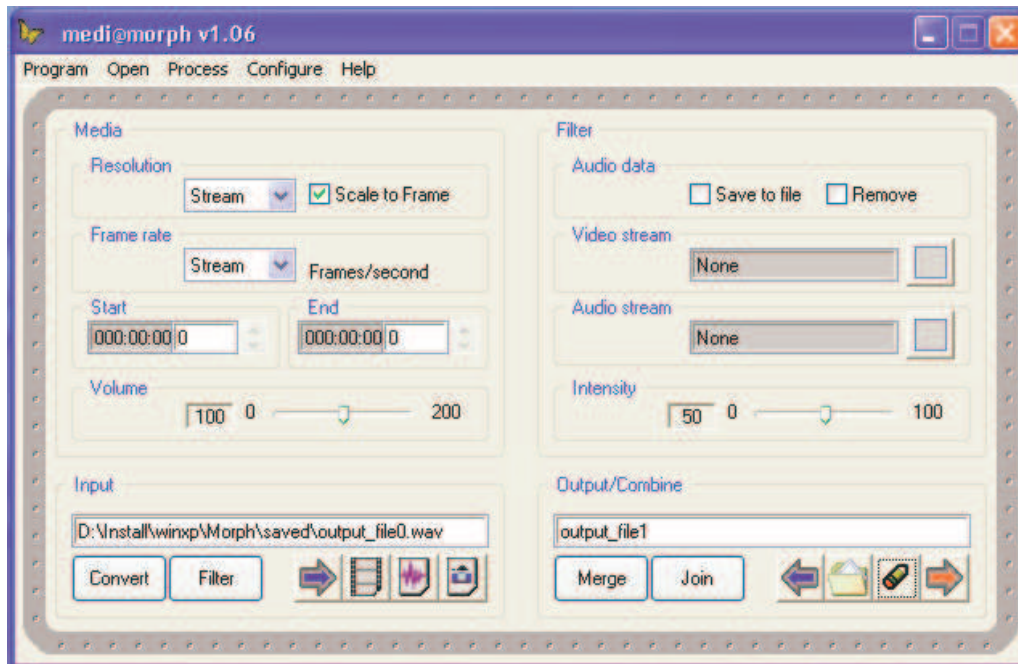 medi@morph v1.06
Program Open Process Configure Help
Media
Resolution
Stream Scale to Frame
Frame rate
Stream Frames/second
Start End
000:00:00 0 000:00:00 0
Volume
100 0 200
Filter
Audio data
Save to file Remove
Video stream
None
Audio stream
None
Intensity
50 0 100
Input
D:\Install\winxp\Morph\saved\output_file0.wav
Convert Filter
Output/Combine
output_file1
Merge Join